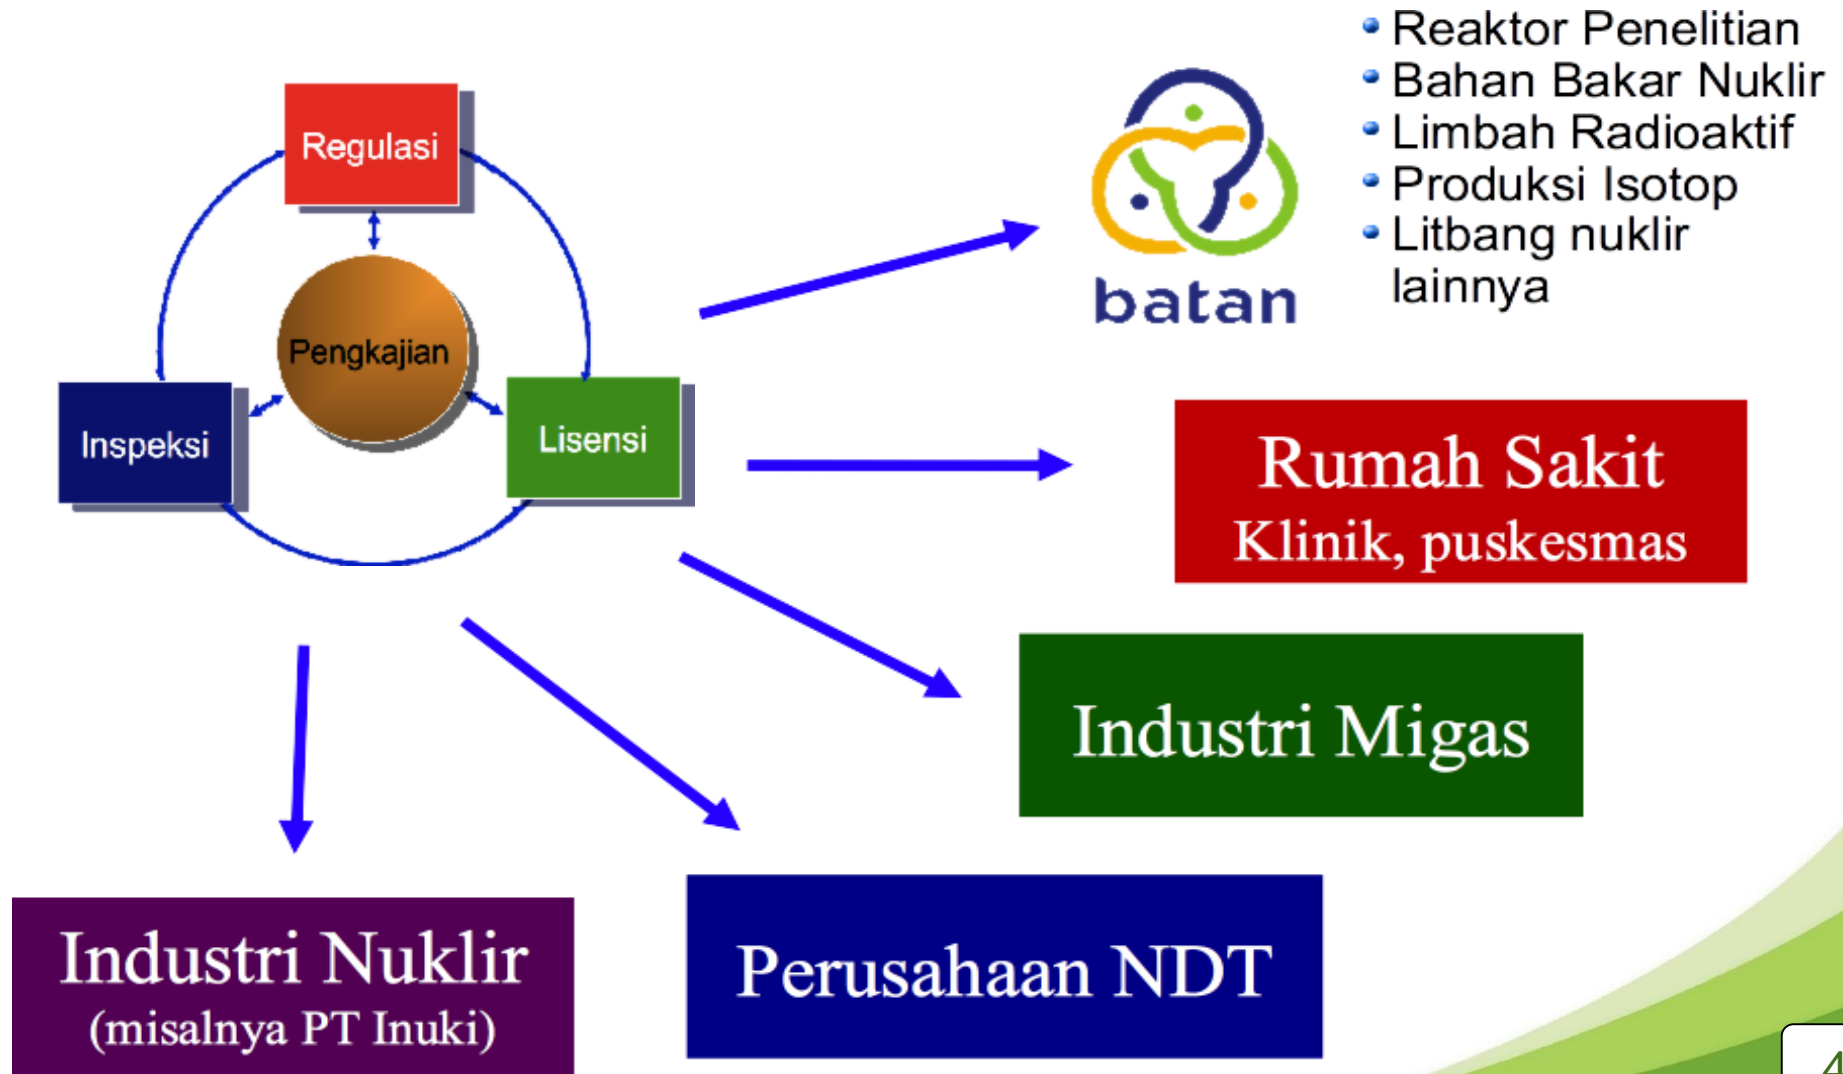 Regulasi
Pengkajian
Inspeksi
Lisensi
batan
Reaktor Penelitian
Bahan Bakar Nuklir
Limbah Radioaktif
Produksi Isotop
Litbang nuklir
lainnya
Rumah Sakit
Klinik, puskesmas
Industri Migas
Perusahaan NDT
Industri Nuklir
(misalnya PT Inuki)
4